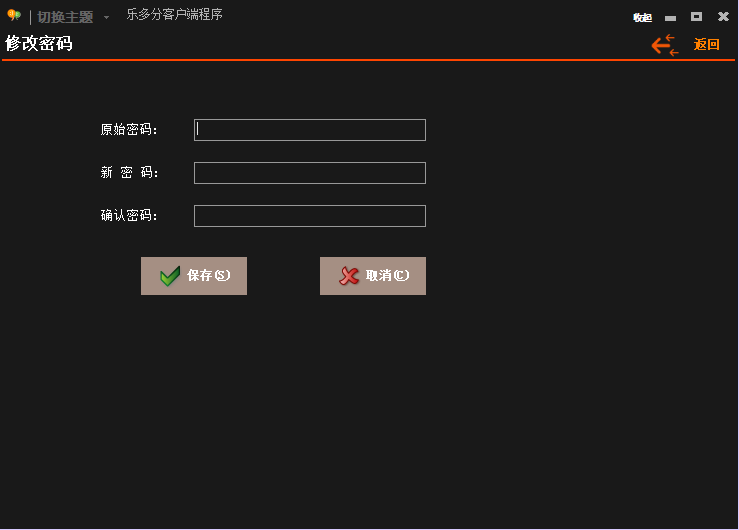 切换主题 乐多分客户端程序 收起
修改密码 返回
原始密码：
新 密 码：
确认密码：
保存(S) 取消(C)